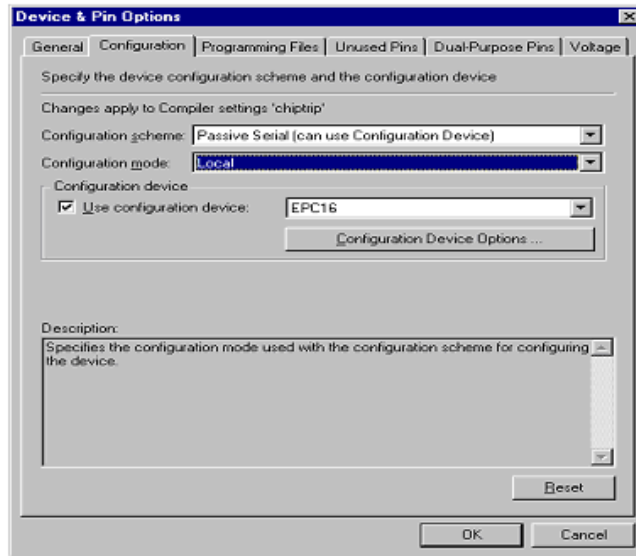 Device & Pin Options
General
Configuration
Programming Files
Unused Pins
Dual-Purpose Pins
Voltage
Specify the device configuration scheme and the configuration device
Changes apply to Compiler settings 'chiptrip'
Configuration scheme: Passive Serial (can use Configuration Device)
Configuration mode: Local
Configuration device
Use configuration device: EPC16
Configuration Device Options ...
Description:
Specifies the configuration mode used with the configuration scheme for configuring
the device.
Reset
OK
Cancel